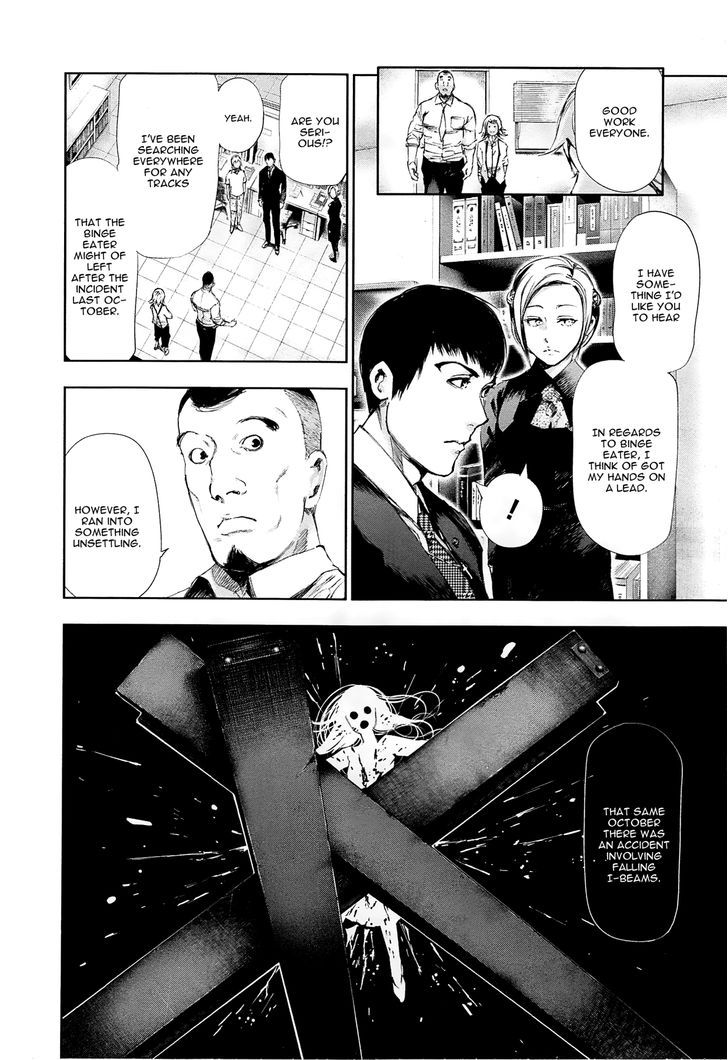 GOOD
WORK
EVERYONE.
I HAVE
SOME-
THING I'D
LIKE YOU
TO HEAR
IN REGARDS
TO BINGE
EATER, I
THINK OF GOT
MY HANDS ON
A LEAD.
!
ARE YOU
SERI-
OUS!?
YEAH.
I'VE BEEN
SEARCHING
EVERYWHERE
FOR ANY
TRACKS
THAT THE
BINGE
EATER
MIGHT OF
LEFT
AFTER THE
INCIDENT
LAST OC-
TOBER.
HOWEVER, I
RAN INTO
SOMETHING
UNSETTLING.
THAT SAME
OCTOBER
THERE WAS
AN ACCIDENT
INVOLVING
FALLING
I-BEAMS.